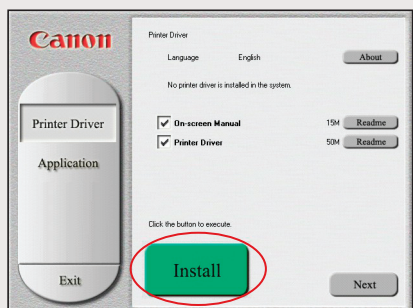 Canon
Printer Driver
Application
Exit
Printer Driver
Language English About
No printer driver is installed in the system.
On-screen Manual 15M Readme
Printer Driver 50M Readme
Click the button to execute.
Install
Next